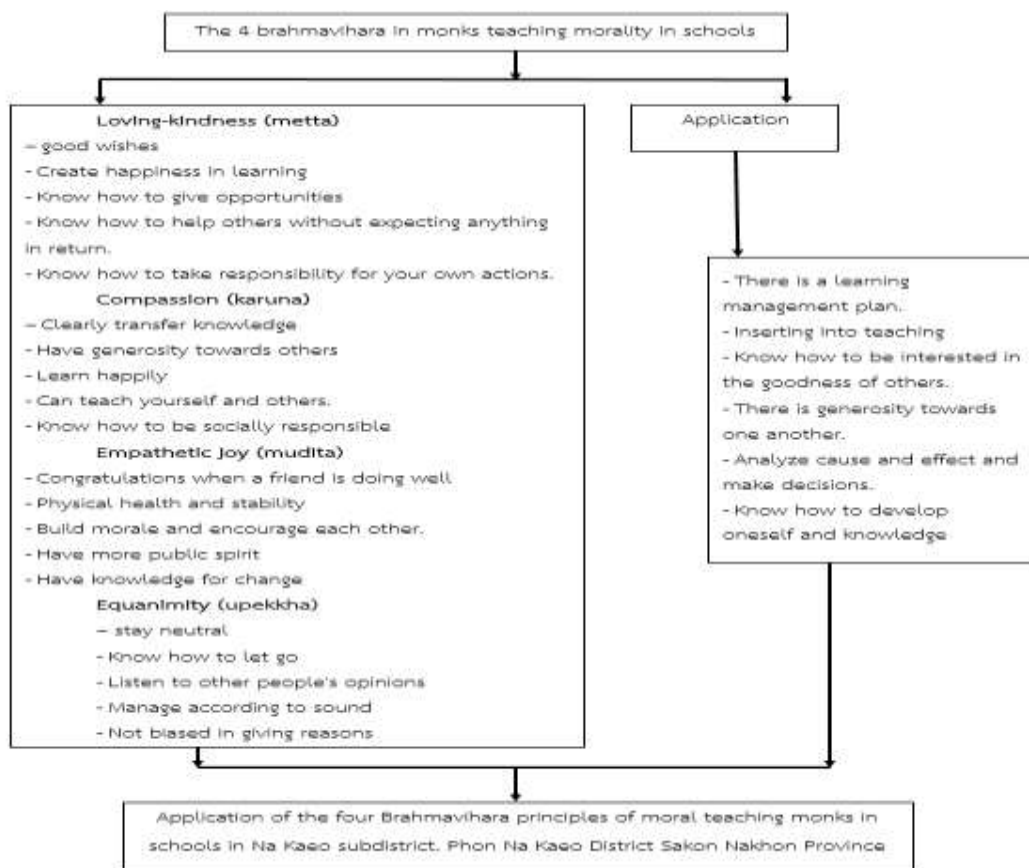 The 4 brahmavihara in monks teaching morality in schools
Loving-kindness (metta)
– good wishes
- Create happiness in learning
- Know how to give opportunities
- Know how to help others without expecting anything
in return.
- Know how to take responsibility for your own actions.
Compassion (karuna)
– Clearly transfer knowledge
- Have generosity towards others
- Learn happily
- Can teach yourself and others.
- Know how to be socially responsible
Empathetic joy (mudita)
- Congratulations when a friend is doing well
- Physical health and stability
- Build morale and encourage each other.
- Have more public spirit
- Have knowledge for change
Equanimity (upekkha)
– stay neutral
- Know how to let go
- Listen to other people's opinions
- Manage according to sound
- Not biased in giving reasons
Application
- There is a learning
management plan.
- Inserting into teaching
- Know how to be interested in
the goodness of others.
- There is generosity towards
one another.
- Analyze cause and effect and
make decisions.
- Know how to develop
oneself and knowledge
Application of the four Brahmavihara principles of moral teaching monks in
schools in Na Kaeo subdistrict. Phon Na Kaeo District Sakon Nakhon Province